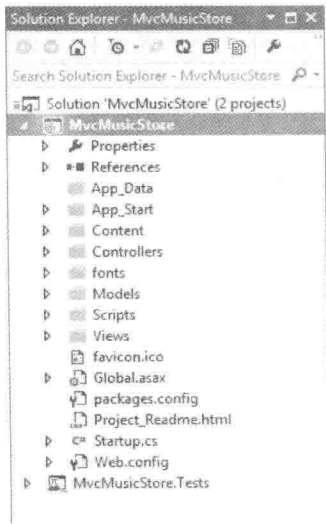 Solution Explorer - MvcMusicStore
Search Solution Explorer - MvcMusicStore
Solution 'MvcMusicStore' (2 projects)
MvcMusicStore
Properties
References
App_Data
App_Start
Content
Controllers
fonts
Models
Scripts
Views
favicon.ico
Global.asax
packages.config
Project_Readme.html
C# Startup.cs
Web.config
MvcMusicStore.Tests